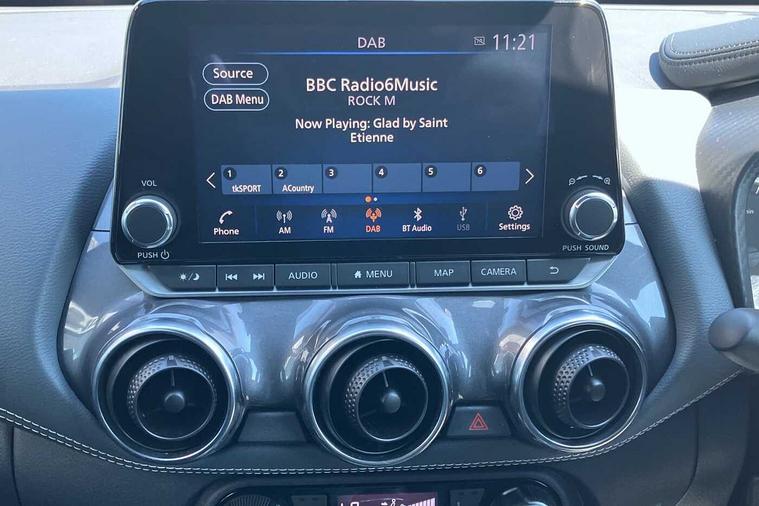 DAB
11:21
Source
DAB Menu
BBC Radio6Music
ROCK M
Now Playing: Glad by Saint
Etienne
1 tkSPORT
2 ACountry
3
4
5
6
Phone
AM
FM
DAB
BT Audio
USB
Settings
VOL
PUSH
PUSH SOUND
AUDIO
MENU
MAP
CAMERA